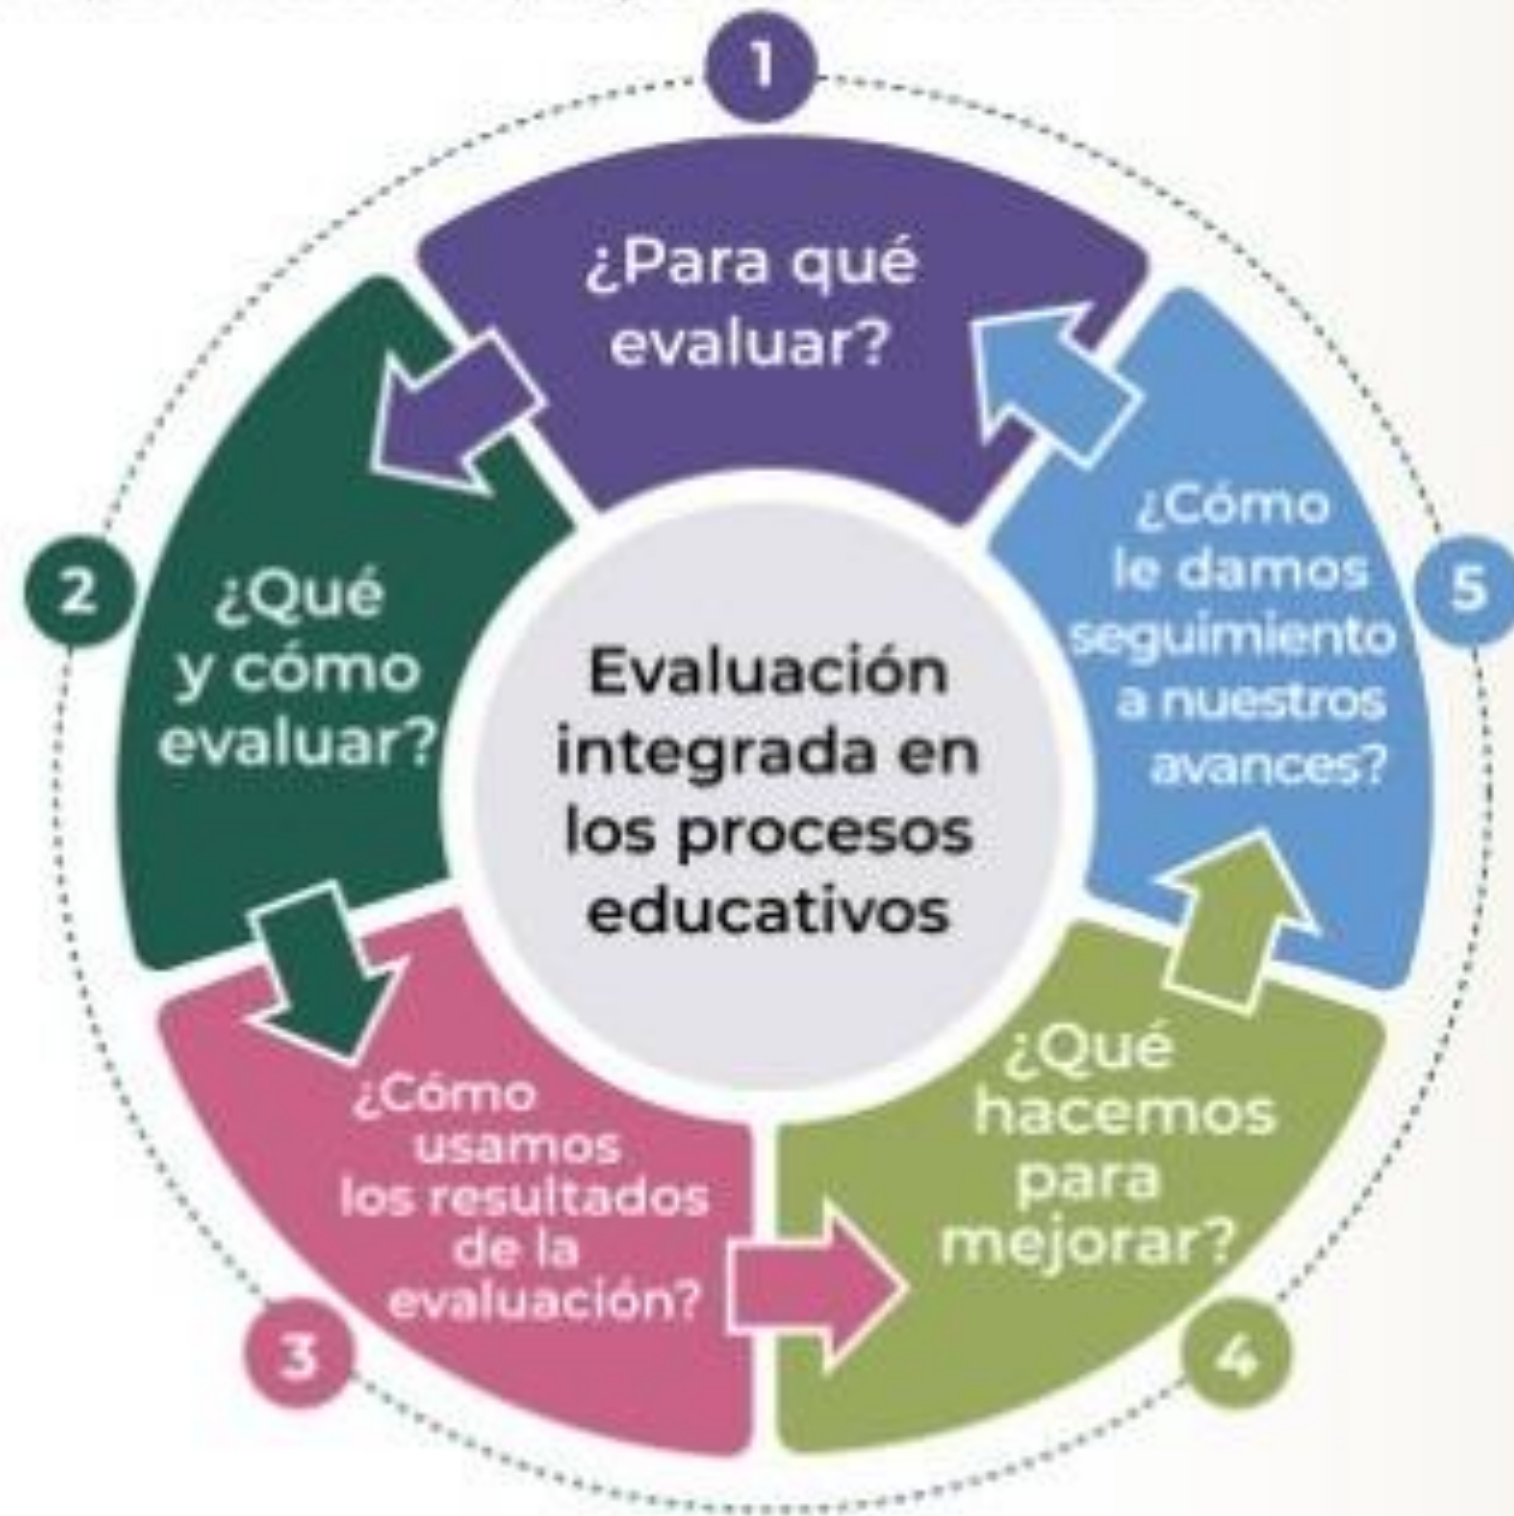 1
¿Para qué
evaluar?
2
¿Qué
y cómo
evaluar?
3
¿Cómo
usamos
los resultados
de la
evaluación?
4
¿Qué
hacemos
para
mejorar?
5
¿Cómo
le damos
seguimiento
a nuestros
avances?
Evaluación
integrada en
los procesos
educativos